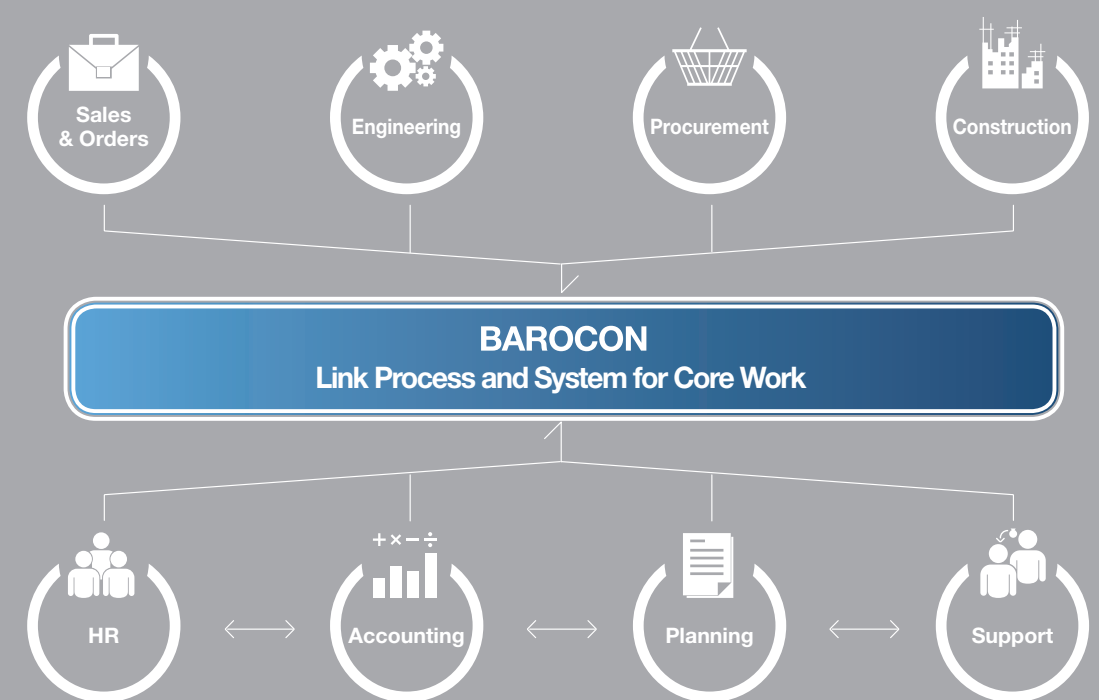 Sales
& Orders
Engineering
Procurement
Construction
BAROCON
Link Process and System for Core Work
+×−÷
HR
Accounting
Planning
Support